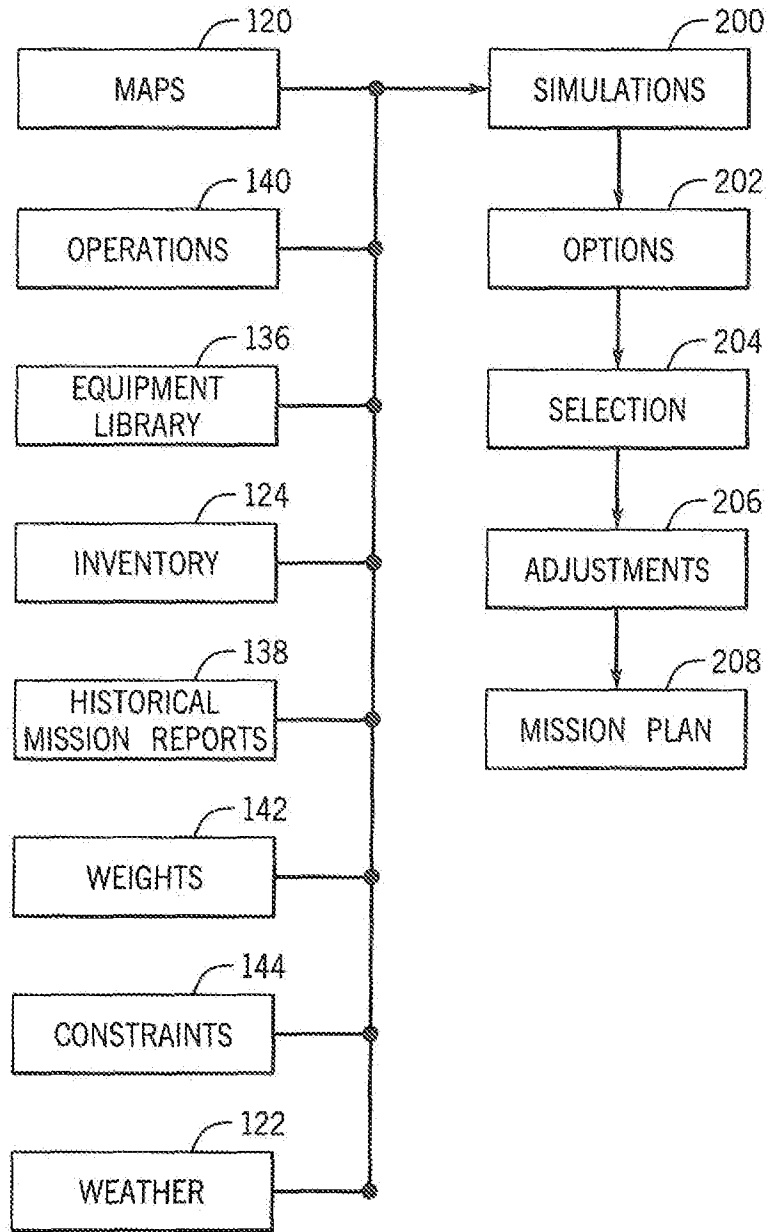 120
MAPS
140
OPERATIONS
136
EQUIPMENT
LIBRARY
124
INVENTORY
138
HISTORICAL
MISSION REPORTS
142
WEIGHTS
144
CONSTRAINTS
122
WEATHER
200
SIMULATIONS
202
OPTIONS
204
SELECTION
206
ADJUSTMENTS
208
MISSION PLAN